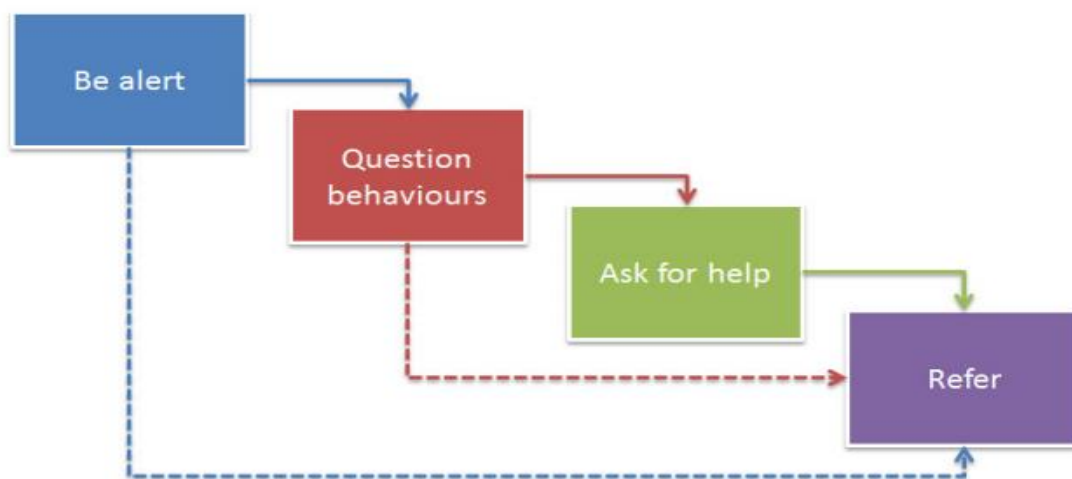 Be alert
Question
behaviours
Ask for help
Refer